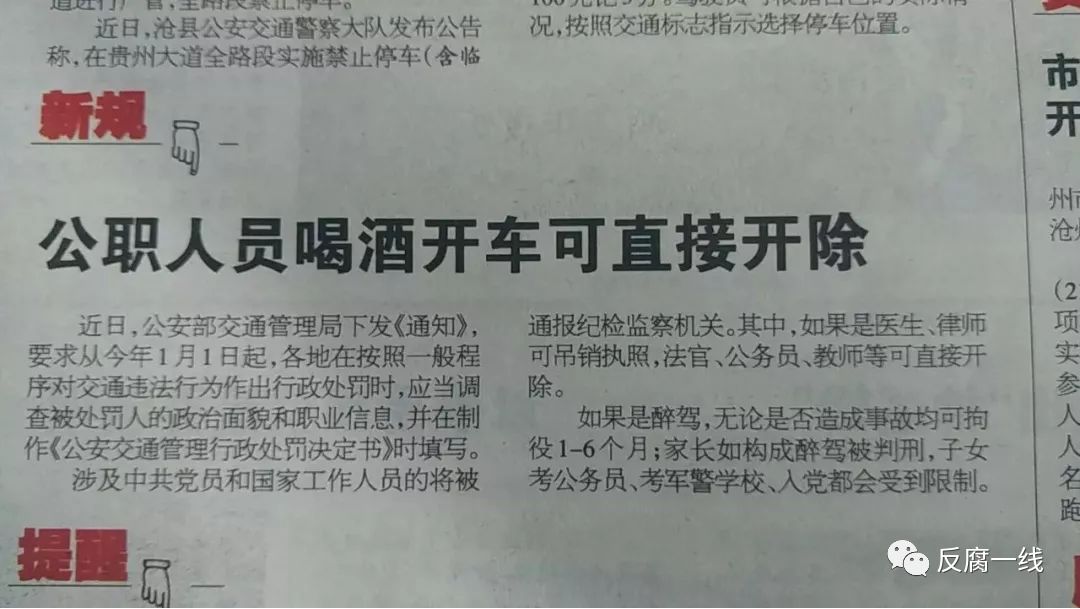 近日,沧县公安交通警察大队发布公告
称,在贵州大道全路段实施禁止停车(含临
况,按照交通标志指示选择停车位置。
新规
公职人员喝酒开车可直接开除
近日,公安部交通管理局下发《通知》,
要求从今年1月1日起,各地在按照一般程
序对交通违法行为作出行政处罚时,应当调
查被处罚人的政治面貌和职业信息,并在制
作《公安交通管理行政处罚决定书》时填写。
涉及中共党员和国家工作人员的将被
通报纪检监察机关。其中,如果是医生、律师
可吊销执照,法官、公务员、教师等可直接开
除。
如果是醉驾,无论是否造成事故均可拘
役1-6个月;家长如构成醉驾被判刑,子女
考公务员、考军警学校、入党都会受到限制。
提醒
市
开
州
(2
项
实
参
人
人
名
跑
反腐一线